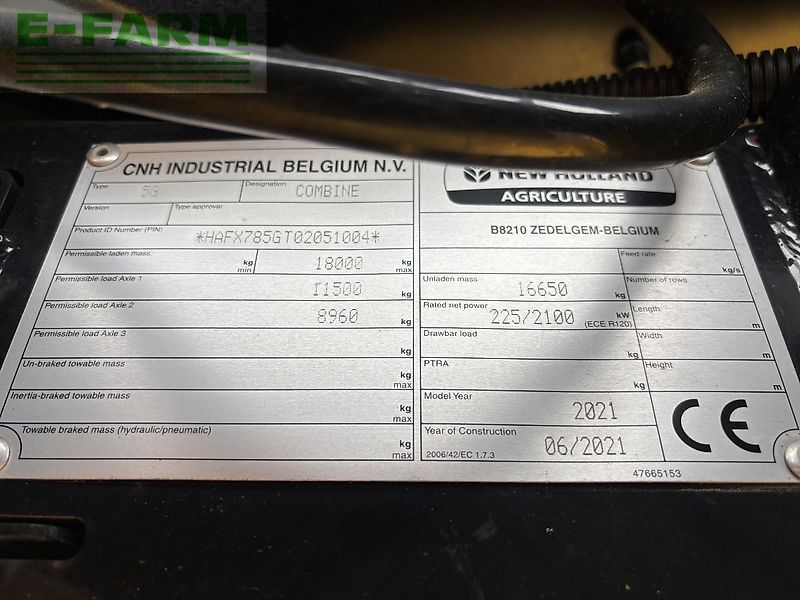 E-FARM
CNH INDUSTRIAL BELGIUM N.V.
Type 5G Designation COMBINE
Version Type approval
Product ID Number (PIN) *HAFX785GT02051004*
Permissible laden mass: kg min 18000 kg max
Permissible load Axle 1 11500 kg
Permissible load Axle 2 8960 kg
Permissible load Axle 3 kg
Un-braked towable mass kg max
Inertia-braked towable mass kg max
Towable braked mass (hydraulic/pneumatic) kg max
NEW HOLLAND
AGRICULTURE
B8210 ZEDELGEM-BELGIUM
Feed rate kg/s
Unladen mass 16650 kg Number of rows
Rated net power 225/2100 kW (ECE R120) Length m
Drawbar load kg Width m
PTRA kg Height m
Model Year 2021
Year of Construction 06/2021
2006/42/EC 1.7.3
CE
47665153